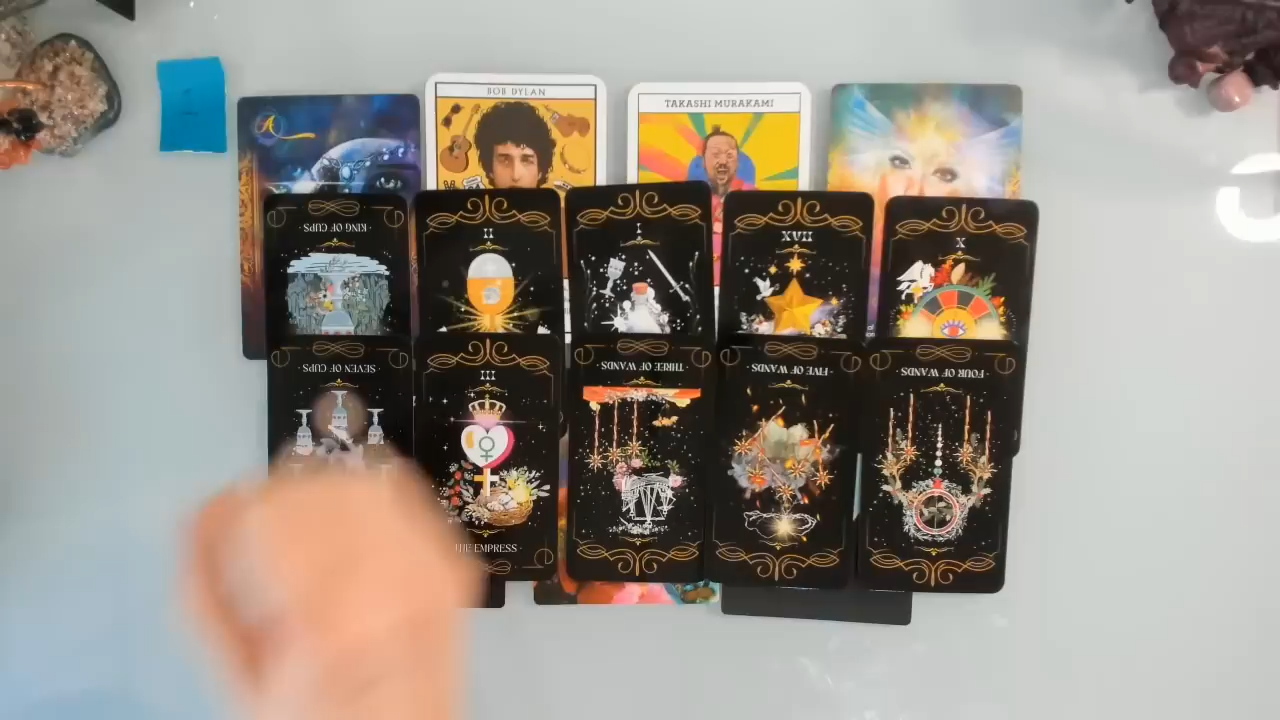 BOB DYLAN
TAKASHI MURAKAMI
· KING OF CUPS ·
II
I
XVII
X
· SEVEN OF CUPS ·
III
· THREE OF WANDS ·
· FIVE OF WANDS ·
· FOUR OF WANDS ·
THE EMPRESS ·